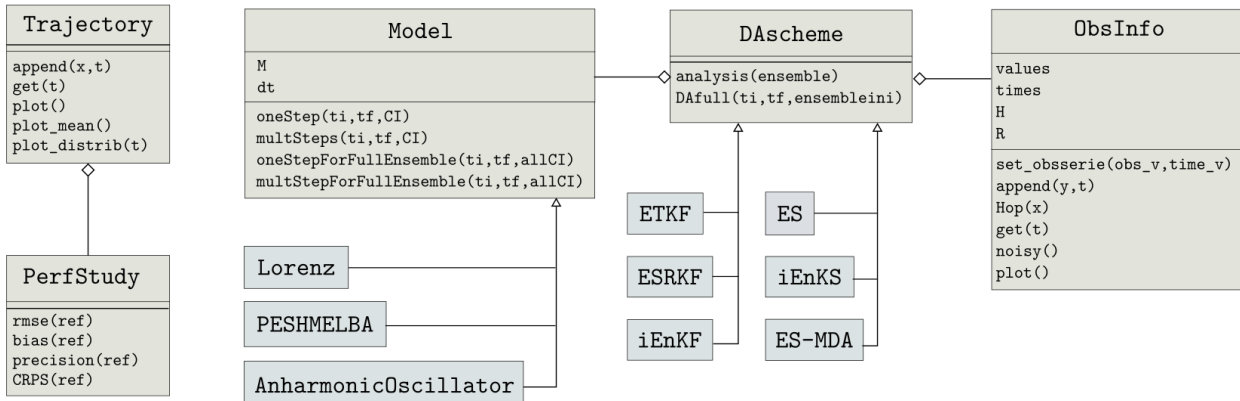 Trajectory
append(x,t)
get(t)
plot()
plot_mean()
plot_distrib(t)
PerfStudy
rmse(ref)
bias(ref)
precision(ref)
CRPS(ref)
Model
M
dt
oneStep(ti,tf,CI)
multSteps(ti,tf,CI)
oneStepForFullEnsemble(ti,tf,allCI)
multStepForFullEnsemble(ti,tf,allCI)
Lorenz
PESHMELBA
AnharmonicOscillator
DAscheme
analysis(ensemble)
DAfull(ti,tf,ensembleini)
ETKF
ESRKF
iEnKF
ES
iEnKS
ES-MDA
ObsInfo
values
times
H
R
set_obsserie(obs_v,time_v)
append(y,t)
Hop(x)
get(t)
noisy()
plot()